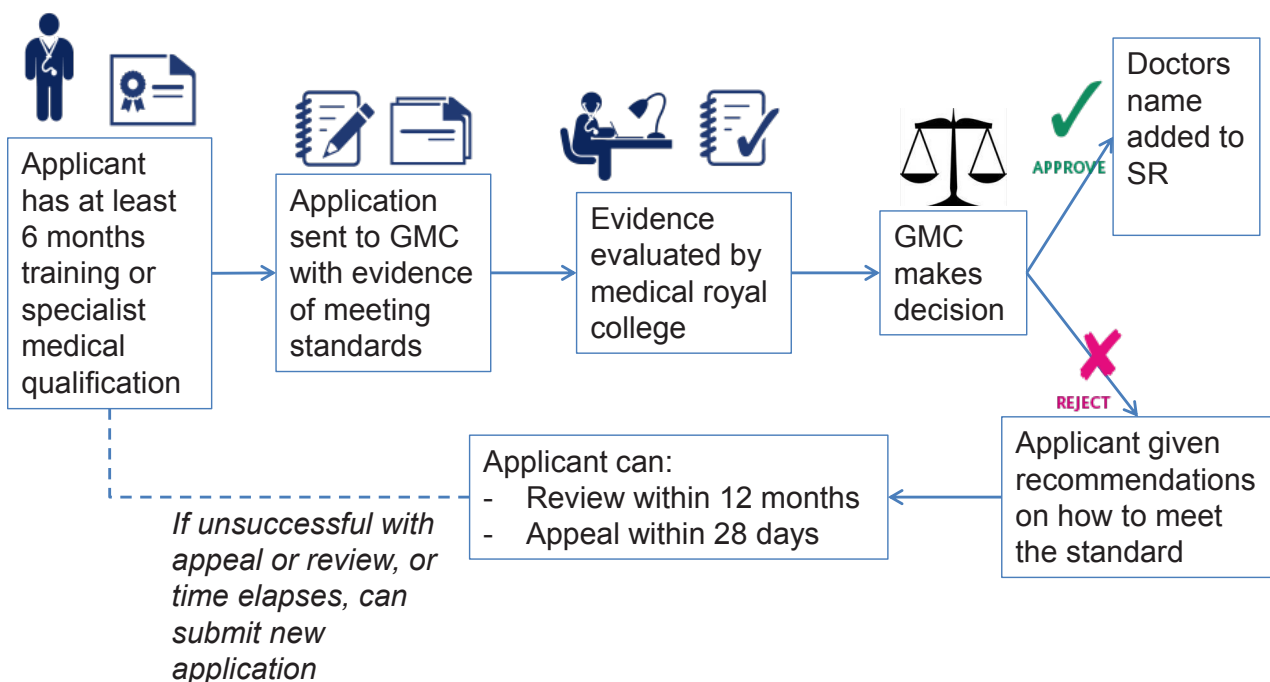 Applicant
has at least
6 months
training or
specialist
medical
qualification
Application
sent to GMC
with evidence
of meeting
standards
Evidence
evaluated by
medical royal
college
GMC
makes
decision
APPROVE
Doctors
name
added to
SR
REJECT
Applicant given
recommendations
on how to meet
the standard
Applicant can:
- Review within 12 months
- Appeal within 28 days
If unsuccessful with
appeal or review, or
time elapses, can
submit new
application